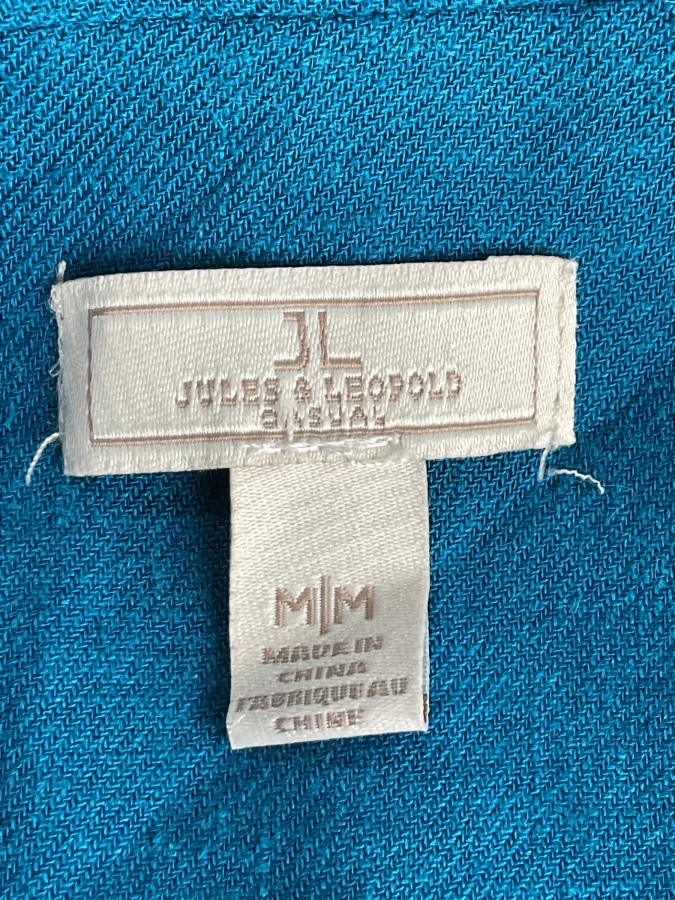 JL
JULES & LEOPOLD
CASUAL
M|M
MADE IN
CHINA
FABRIQUE AU
CHINE